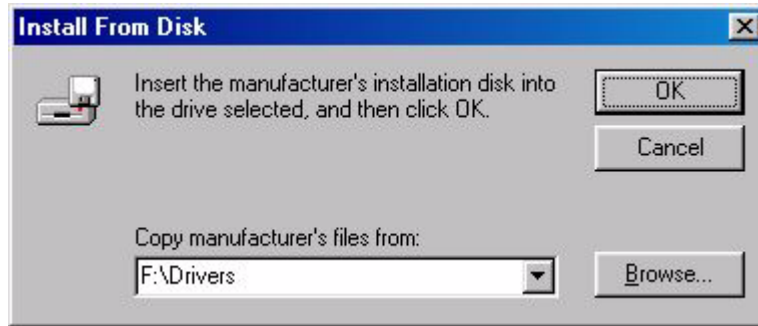 Install From Disk
Insert the manufacturer's installation disk into
the drive selected, and then click OK.
OK
Cancel
Copy manufacturer's files from:
F:\Drivers
Browse...